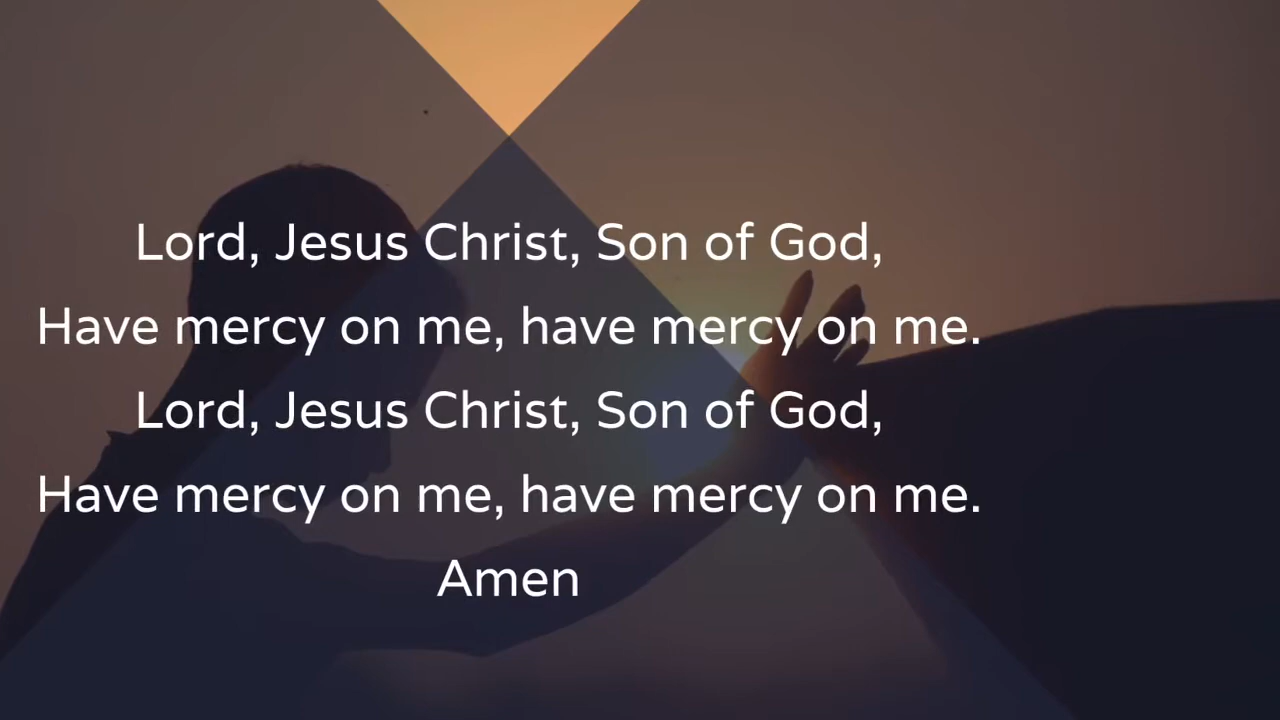 Lord, Jesus Christ, Son of God,
Have mercy on me, have mercy on me.
Lord, Jesus Christ, Son of God,
Have mercy on me, have mercy on me.
Amen